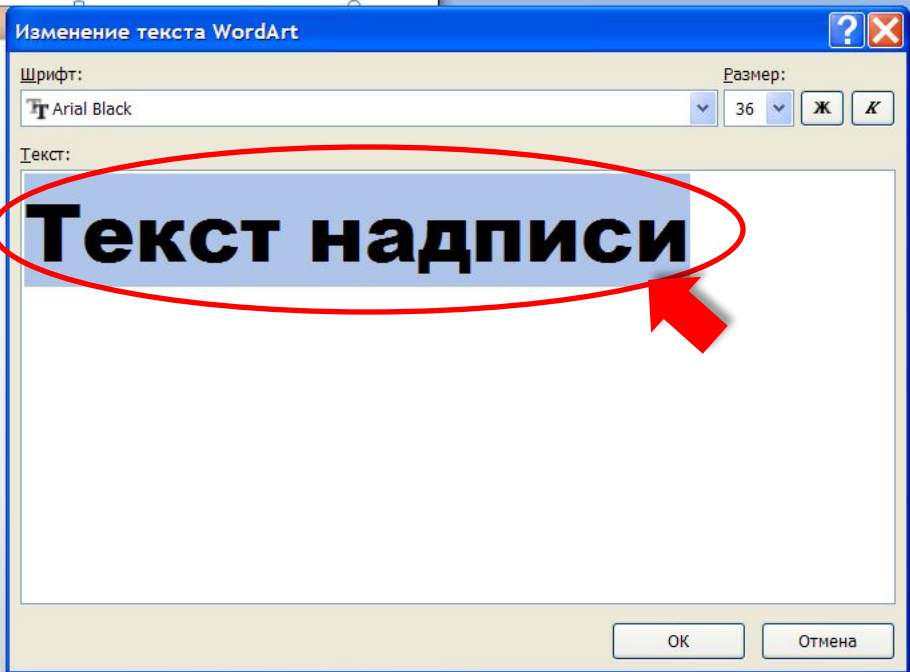 Изменение текста WordArt
?
Шрифт: Размер:
Arial Black 36 Ж К
Текст:
Текст надписи
ОК Отмена